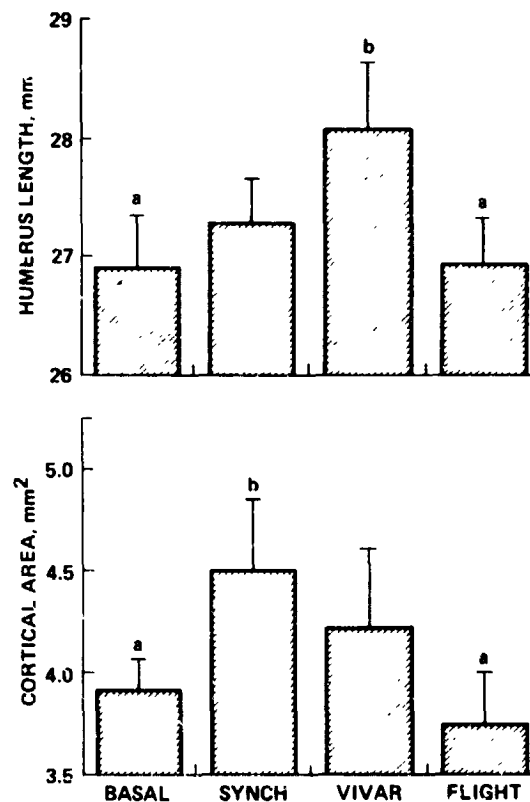 HUMERUS LENGTH, mm
29
28
27
26
a
b
a
CORTICAL AREA, mm²
5.0
4.5
4.0
3.5
a
b
a
BASAL SYNCH VIVAR FLIGHT